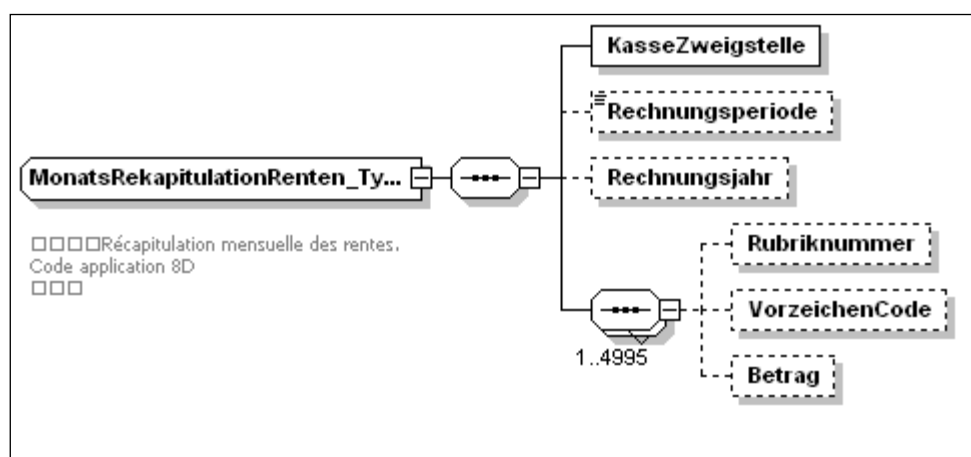 KasseZweigstelle
Rechnungsperiode
MonatsRekapitulationRenten_Ty...
Rechnungsjahr
Récapitulation mensuelle des rentes.
Code application 8D
Rubriknummer
VorzeichenCode
1..4995
Betrag